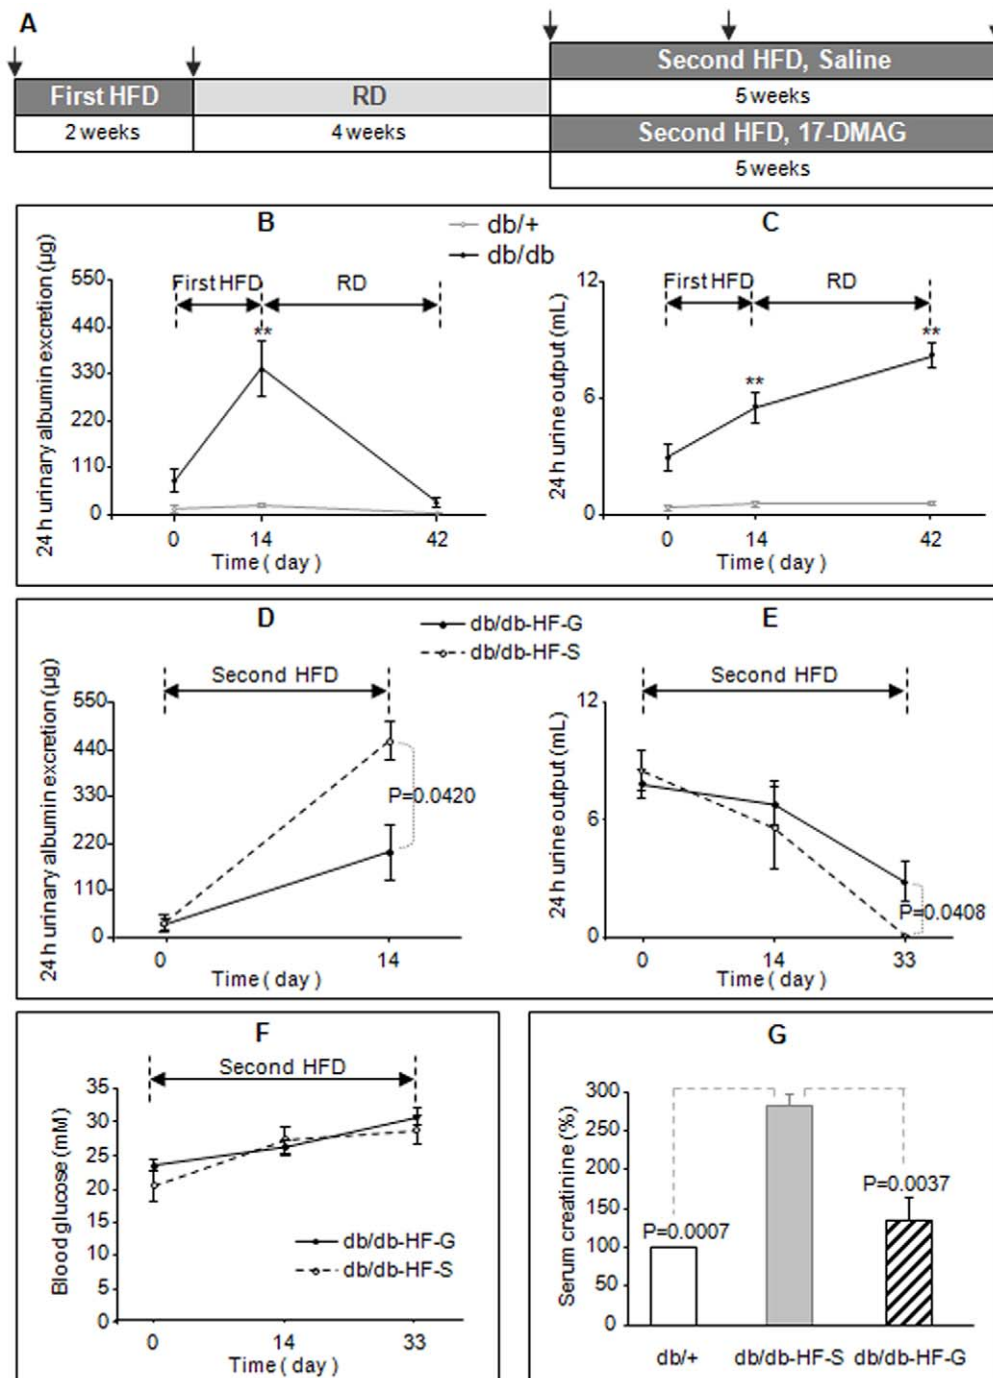 A
Second HFD, Saline
First HFD
RD
5 weeks
2 weeks
4 weeks
Second HFD, 17-DMAG
5 weeks
B
db/+
db/db
C
24 h urinary albumin excretion (µg)
550
440
330
220
110
0
First HFD
RD
**
0
14
42
Time ( day )
24 h urine output (mL)
12
6
0
First HFD
RD
**
**
0
14
42
Time ( day )
D
db/db-HF-G
db/db-HF-S
E
24 h urinary albumin excretion (µg)
550
440
330
220
110
0
Second HFD
P=0.0420
0
14
Time ( day )
24 h urine output (mL)
12
6
0
Second HFD
P=0.0408
0
14
33
Time ( day )
F
Blood glucose (mM)
35
30
25
20
15
10
5
0
Second HFD
db/db-HF-G
db/db-HF-S
0
14
33
Time ( day )
G
Serum creatinine (%)
300
250
200
150
100
50
0
P=0.0007
P=0.0037
db/+
db/db-HF-S
db/db-HF-G